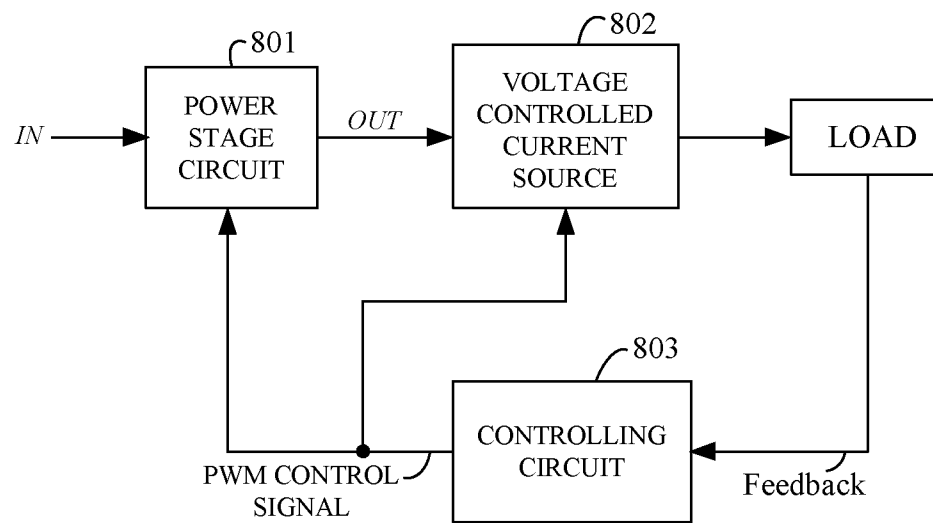 801
802
POWER
STAGE
CIRCUIT
VOLTAGE
CONTROLLED
CURRENT
SOURCE
IN
OUT
LOAD
803
CONTROLLING
CIRCUIT
PWM CONTROL
SIGNAL
Feedback